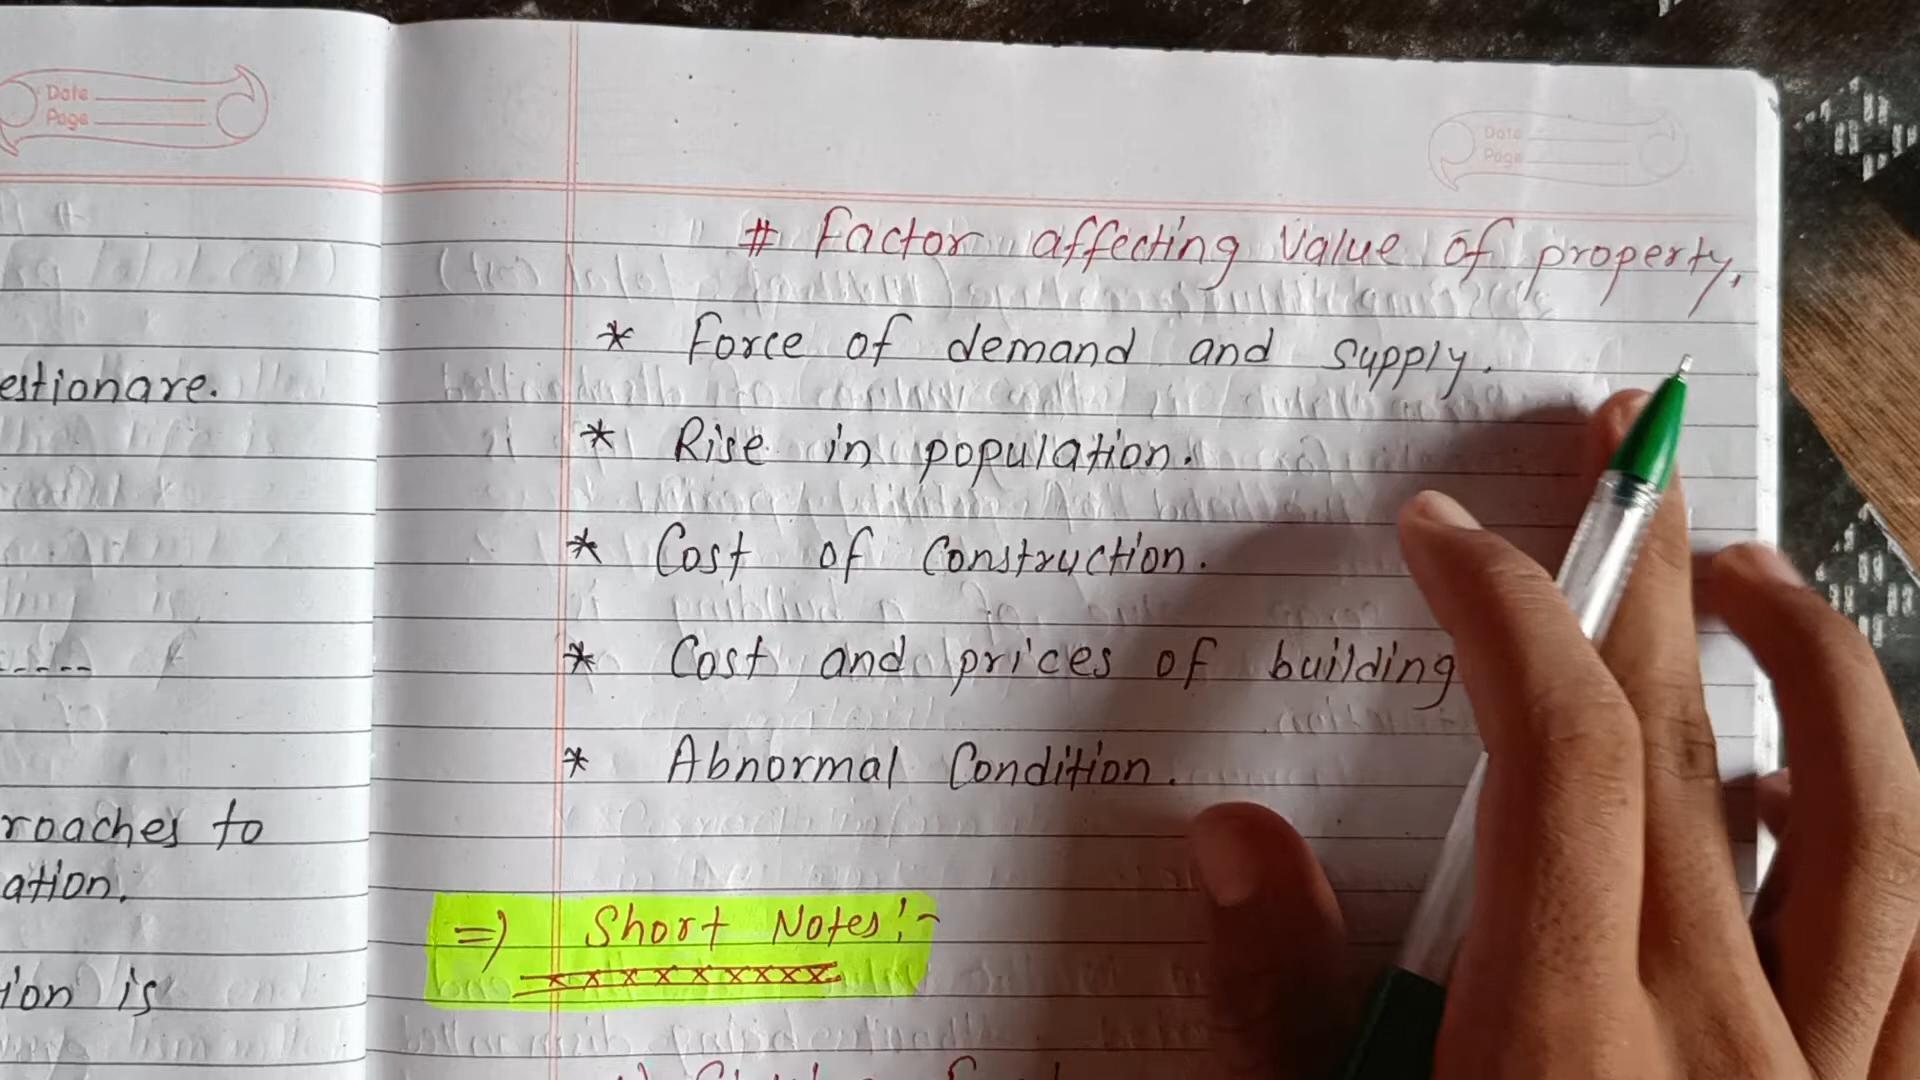 Date
Page
estionare.
-----
roaches to
ation.
ion is
Date
Page
# Factor affecting Value of property.
* Force of demand and supply.
* Rise in population.
* Cost of Construction.
* Cost and prices of building
* Abnormal Condition.
=) Short Notes:-
xxxxxxxxx